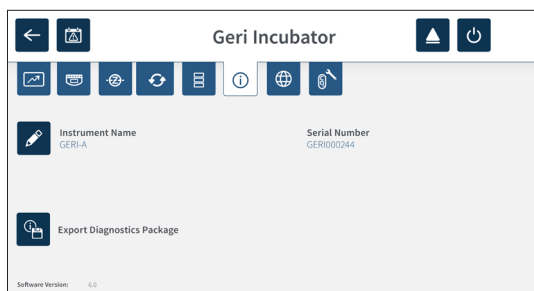 Geri Incubator
Instrument Name
GERI-A
Serial Number
GERI000244
Export Diagnostics Package
Software Version: 6.0